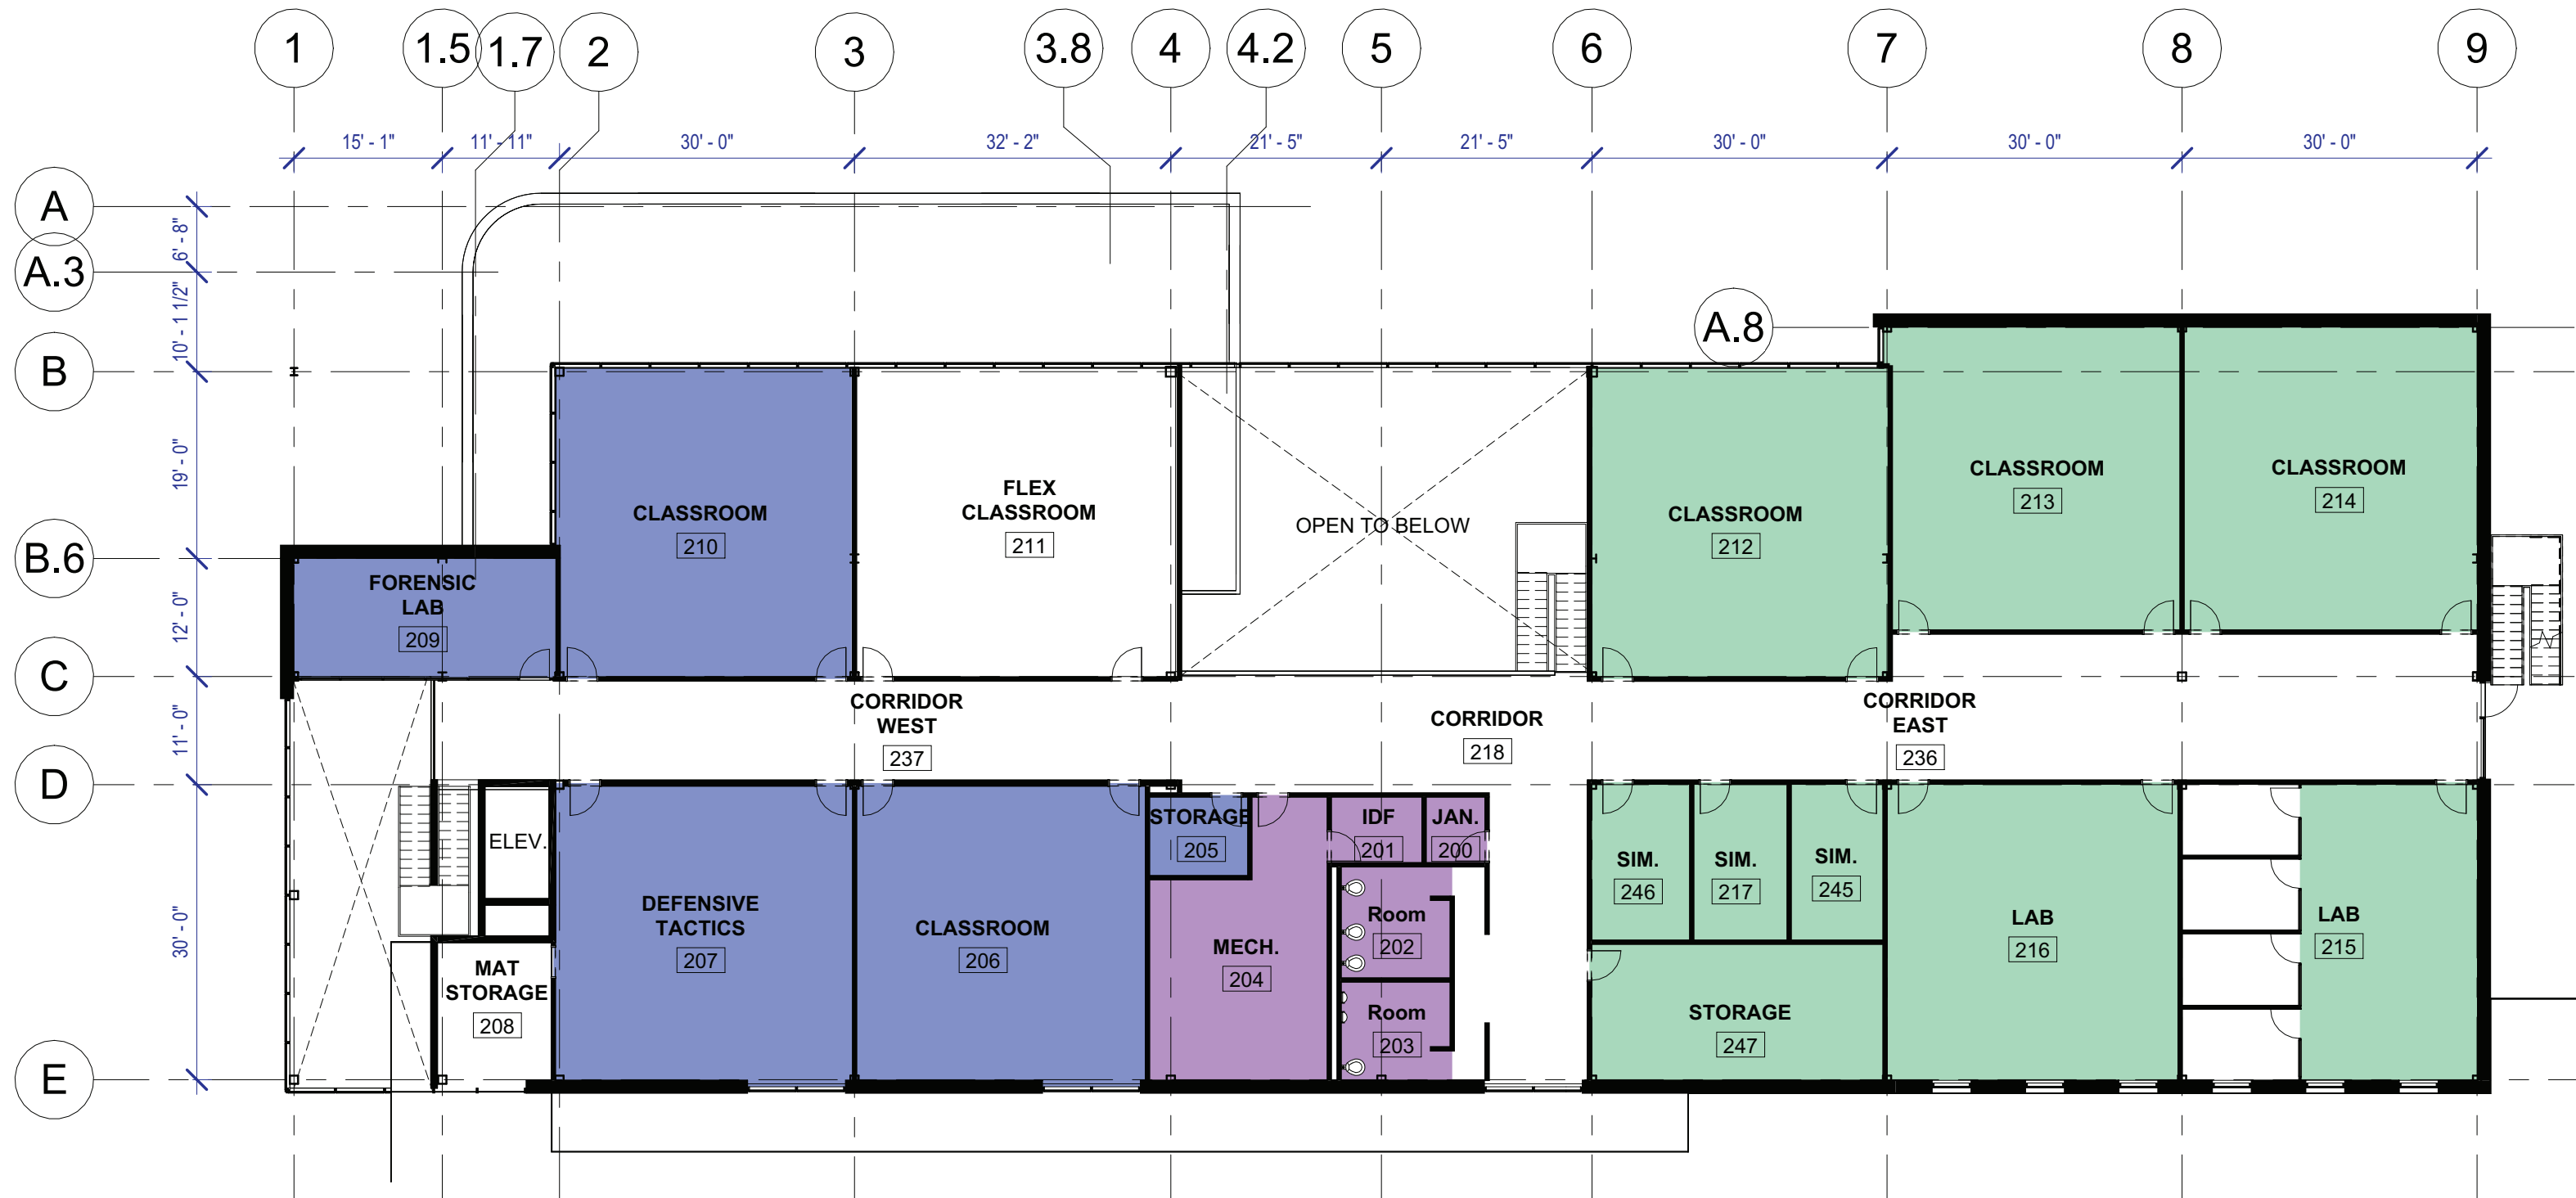 1 1.5 1.7 2 3 3.8 4 4.2 5 6 7 8 9
15' - 1" 11' - 11" 30' - 0" 32' - 2" 21' - 5" 21' - 5" 30' - 0" 30' - 0" 30' - 0"
A
6' - 8"
A.3
10' - 1 1/2"
A.8
B
19' - 0"
B.6
12' - 0"
C
11' - 0"
D
30' - 0"
E
CLASSROOM
210
FLEX
CLASSROOM
211
OPEN TO BELOW
CLASSROOM
212
CLASSROOM
213
CLASSROOM
214
FORENSIC
LAB
209
CORRIDOR
WEST
237
CORRIDOR
218
CORRIDOR
EAST
236
ELEV.
MAT
STORAGE
208
DEFENSIVE
TACTICS
207
CLASSROOM
206
STORAGE
205
MECH.
204
IDF
201
JAN.
200
Room
202
Room
203
SIM.
246
SIM.
217
SIM.
245
STORAGE
247
LAB
216
LAB
215